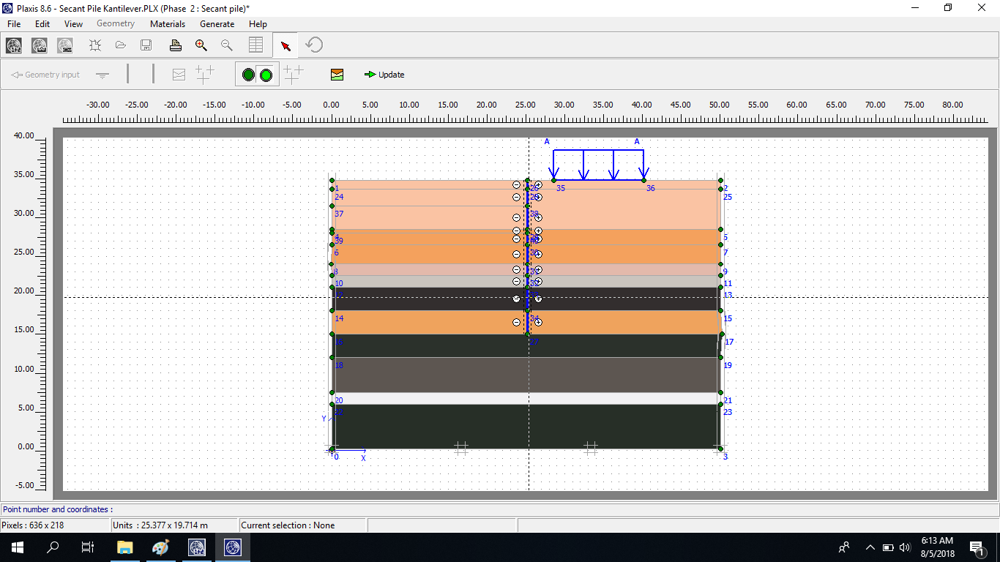 Plaxis 8.6 - Secant Pile Kantilever.PLX (Phase 2 : Secant pile)*
File Edit View Geometry Materials Generate Help
Geometry input Update
-30.00 -25.00 -20.00 -15.00 -10.00 -5.00 0.00 5.00 10.00 15.00 20.00 25.00 30.00 35.00 40.00 45.00 50.00 55.00 60.00 65.00 70.00 75.00 80.00
40.00
A A
35.00
1 26 35 36 2
24 25
30.00
37 38
5
39
25.00
6 7
8 31 9
10 32 11
20.00
12 13
14 34 15
15.00
16 27 17
18 19
10.00
20 21
5.00
22 23
Y
0.00
0 X 3
-5.00
Point number and coordinates :
Pixels : 636 x 218 Units : 25.377 x 19.714 m Current selection : None
6:13 AM
8/5/2018
1